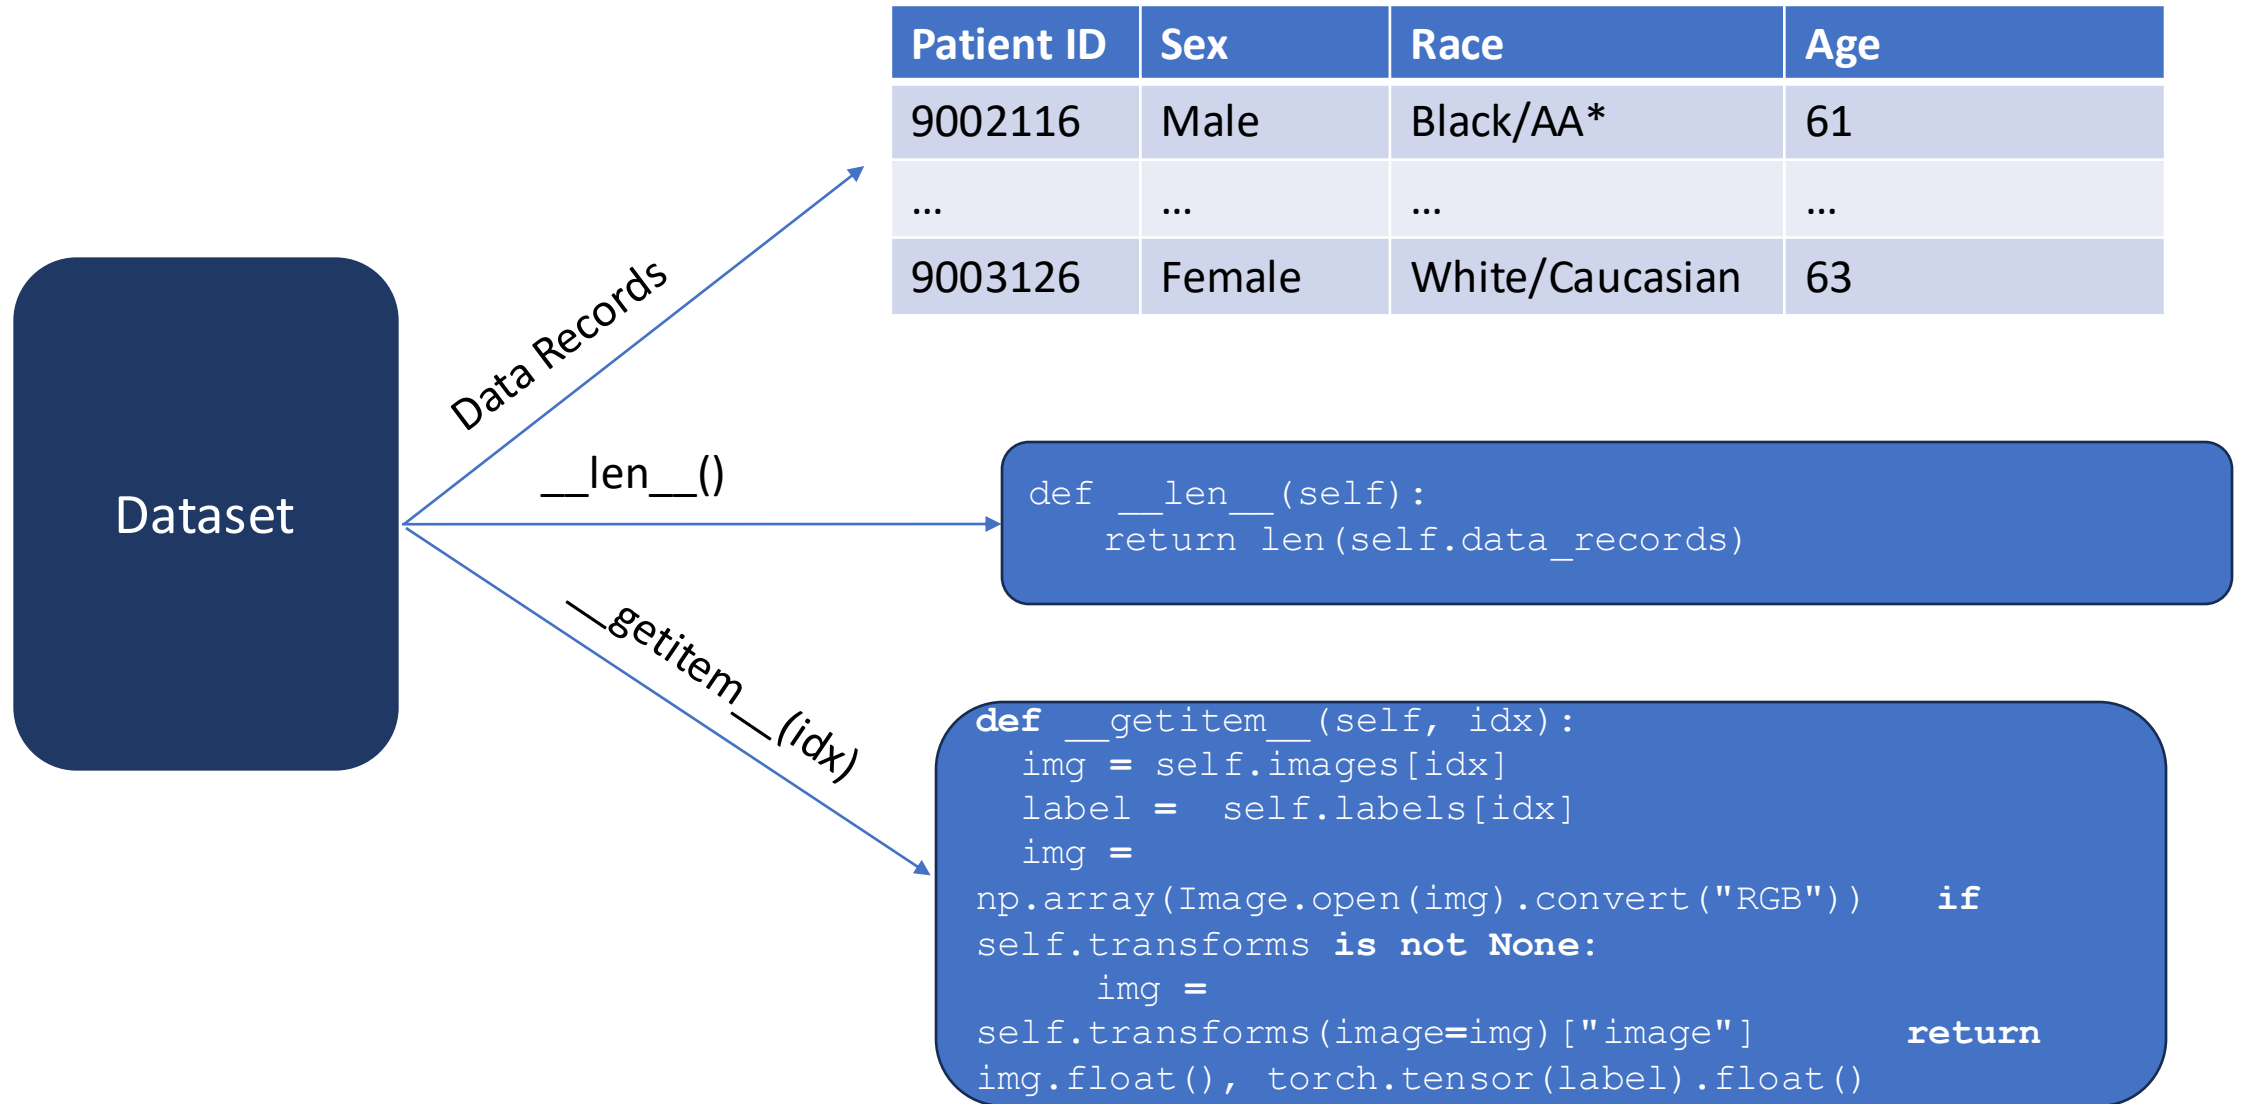 Patient ID Sex Race Age
9002116 Male Black/AA* 61
... ... ... ...
9003126 Female White/Caucasian 63
Dataset
Data Records
__len__()
__getitem__(idx)
def __len__(self):
    return len(self.data_records)
def __getitem__(self, idx):
  img = self.images[idx]
  label =  self.labels[idx]
  img =
np.array(Image.open(img).convert("RGB"))   if
self.transforms is not None:
     img =
self.transforms(image=img)["image"]       return
img.float(), torch.tensor(label).float()